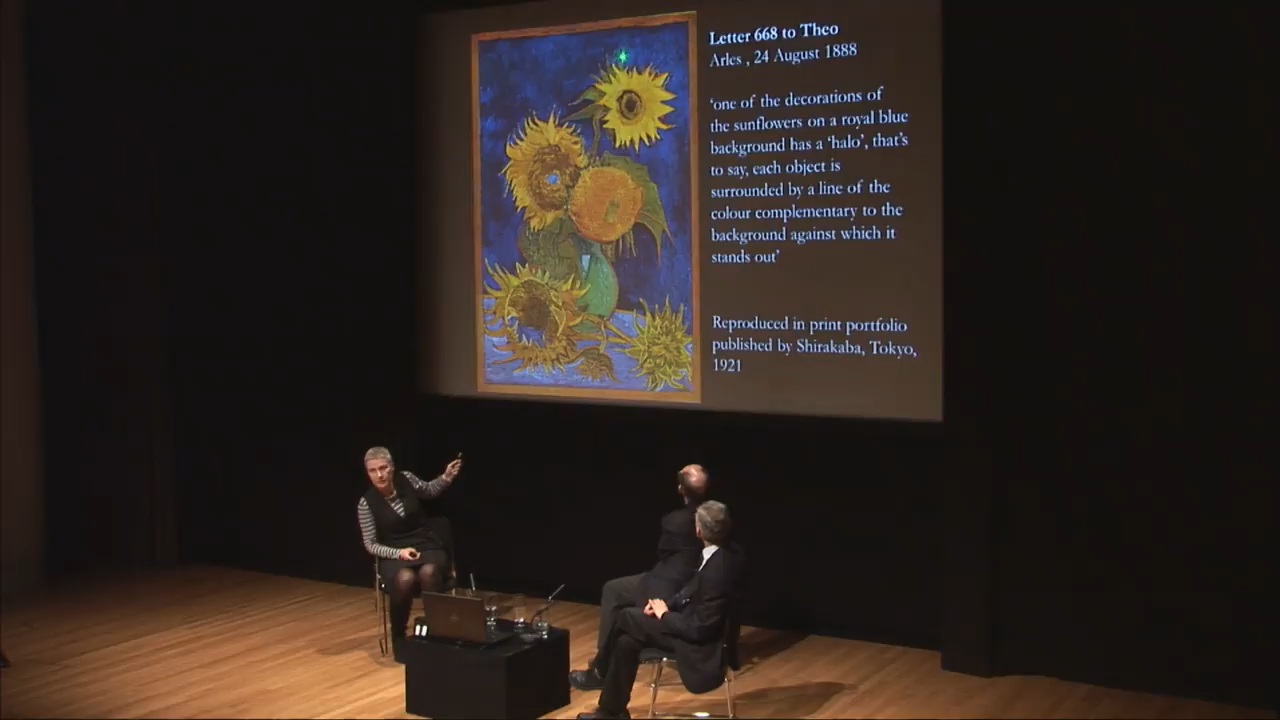 Letter 668 to Theo
Arles , 24 August 1888
‘one of the decorations of
the sunflowers on a royal blue
background has a ‘halo’, that’s
to say, each object is
surrounded by a line of the
colour complementary to the
background against which it
stands out’
Reproduced in print portfolio
published by Shirakaba, Tokyo,
1921